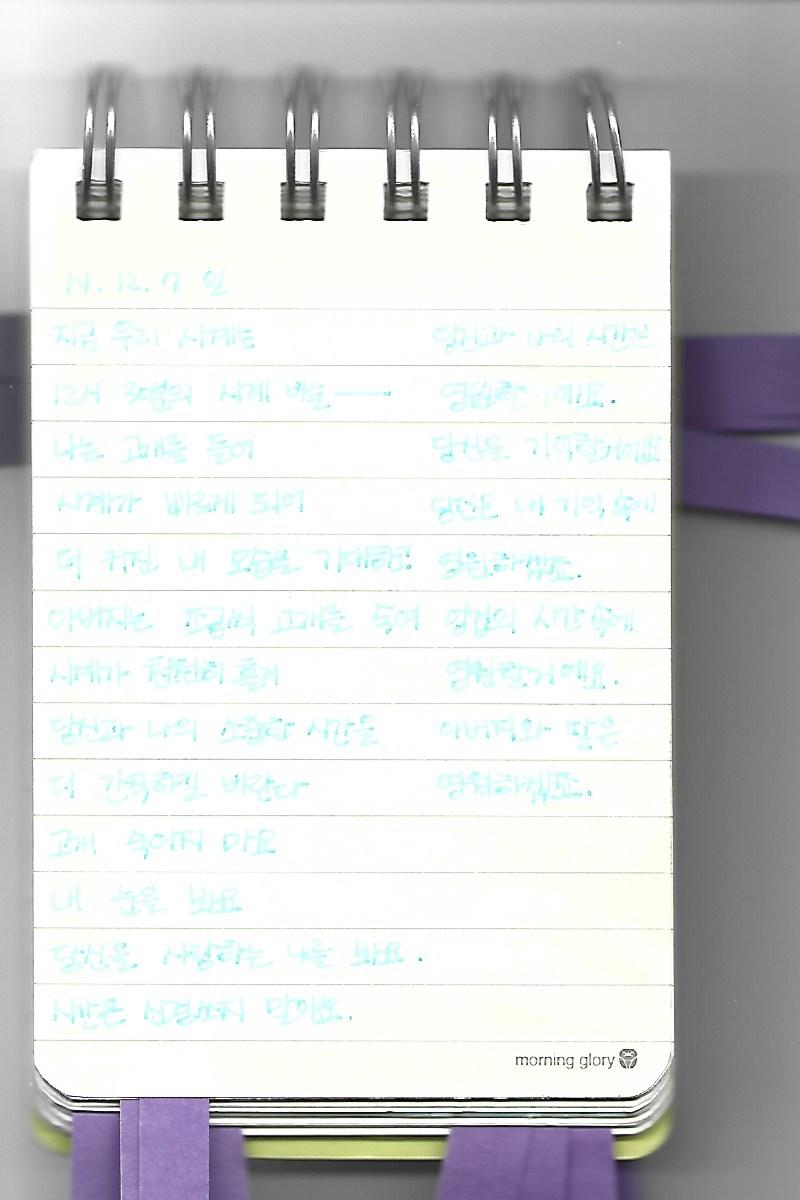 14. 12. 7 일
지금 우리 시계는
12시 30분의 시계 바늘 ——
나는 고개를 들어
시계가 빠르게 되어
더 커진 내 모습을 기대하고
아버지는 조금씩 고개를 숙여
시계가 천천히 흘러
당신과 나의 소중한 시간을
더 간직하길 바란다
고개 숙이지 마요
내 눈을 봐요
당신을 사랑하는 나를 봐요.
시간은 신경쓰지 말아요.
당신과 나의 시간은
영원할 거예요.
당신을 기억할거예요
당신은 내 기억 속에
영원하겠죠.
영겁의 시간 속에
영원할거예요.
아버지와 딸은
영원하겠죠.
morning glory